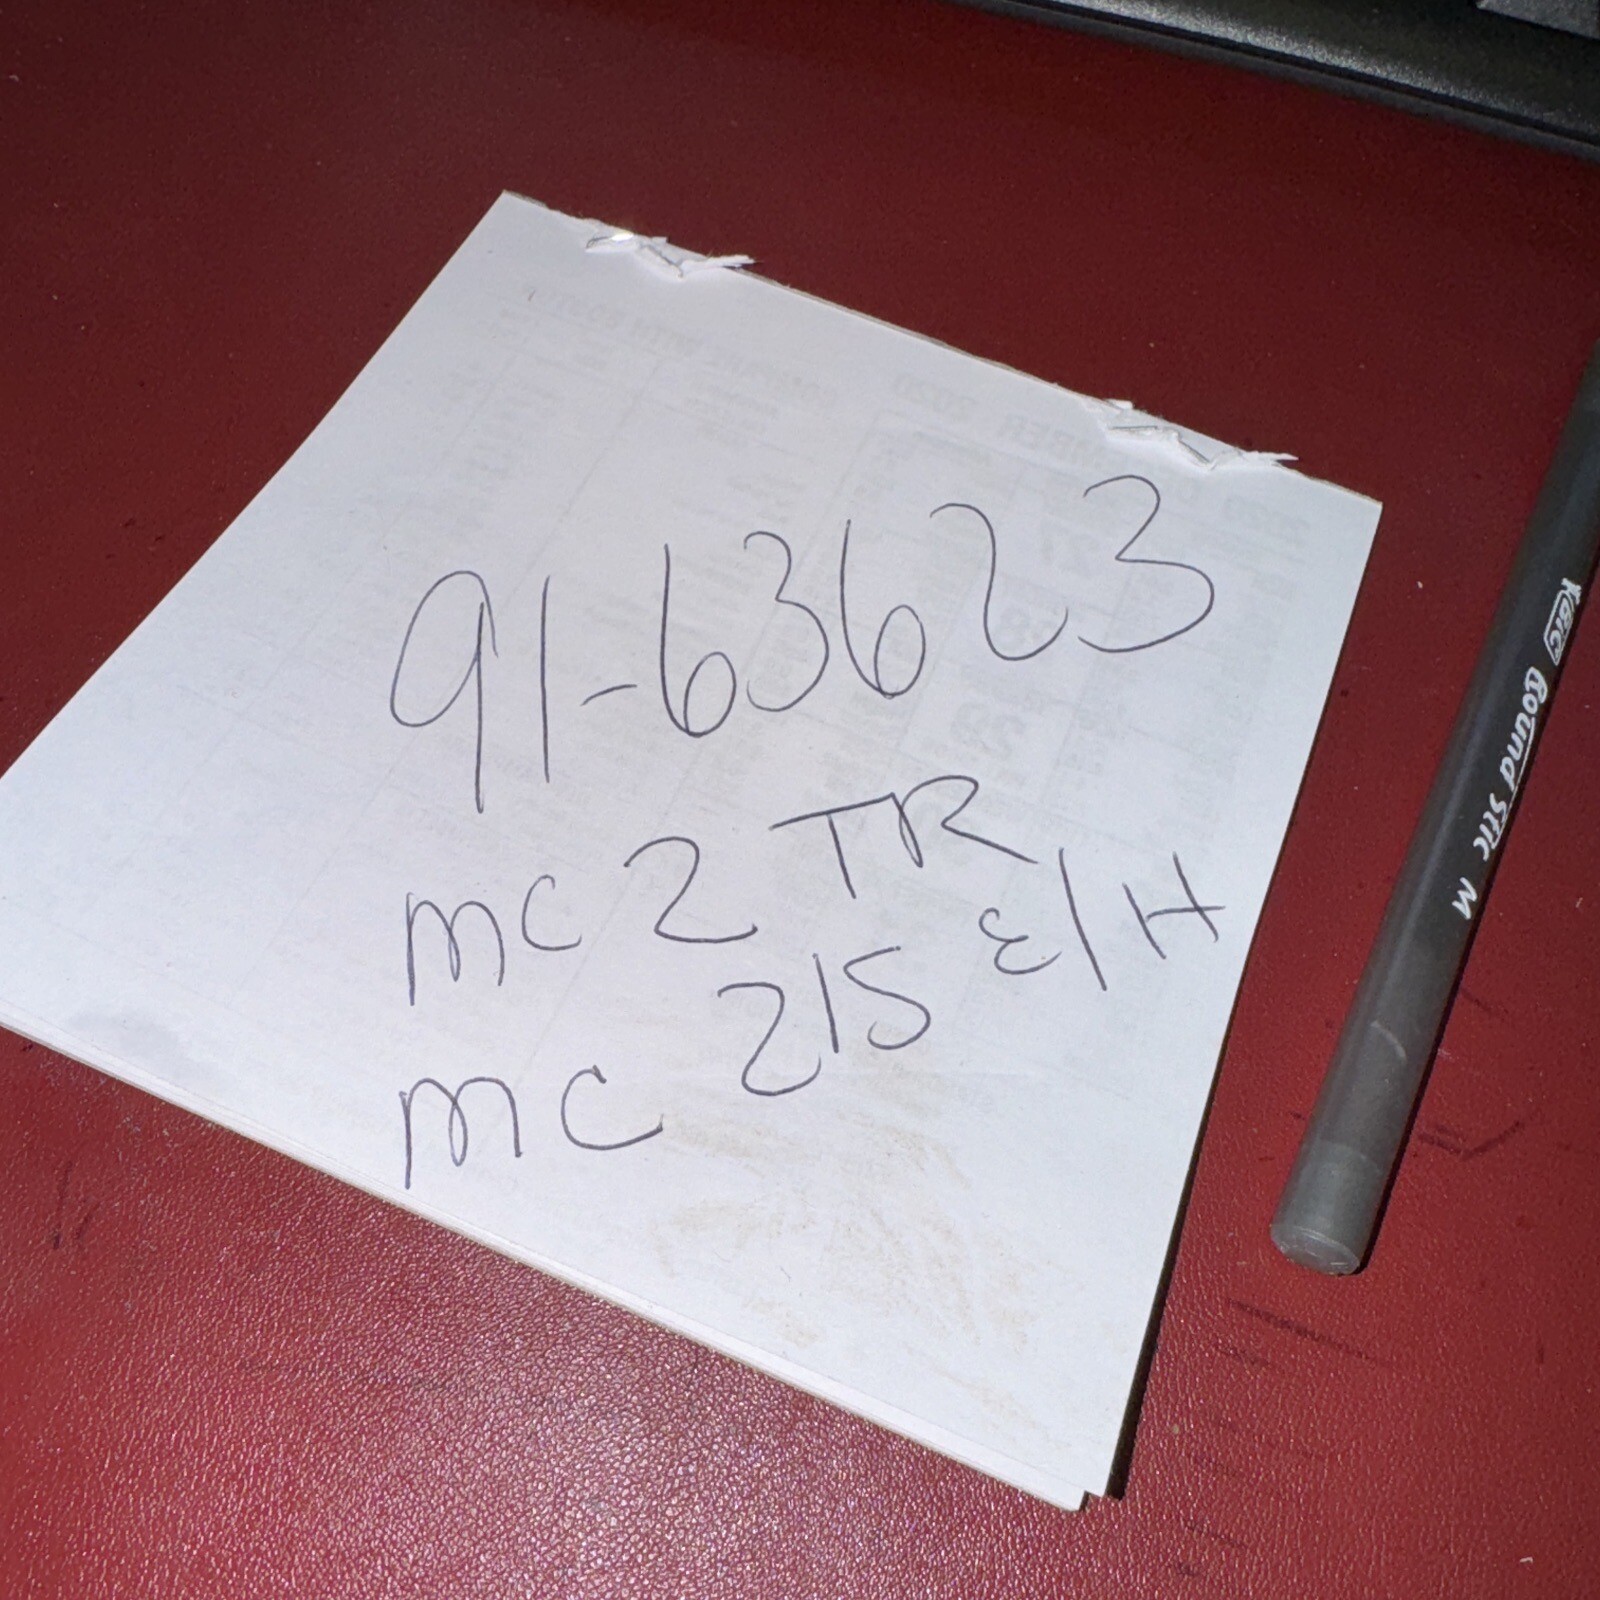 91-63623
MC 2 TR
MC 215 E/H
BIC Round Stic M